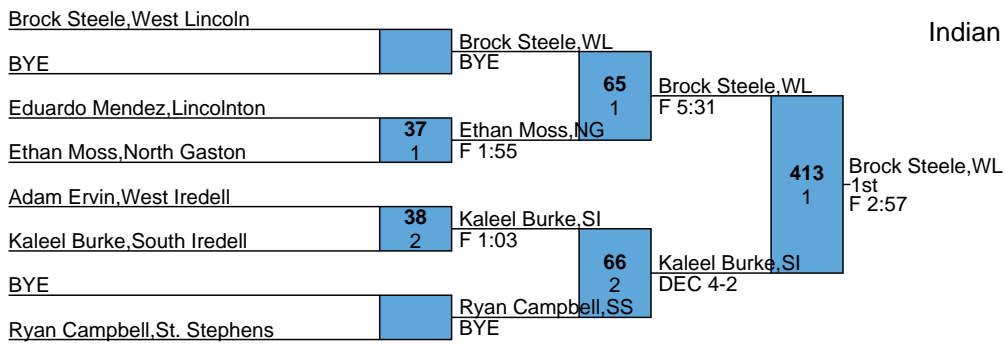 Brock Steele,West Lincoln
Indian
Brock Steele,WL
BYE
BYE
65
1
Brock Steele,WL
F 5:31
Eduardo Mendez,Lincolnton
37
1
Ethan Moss,NG
F 1:55
Ethan Moss,North Gaston
413
1
Brock Steele,WL
1st
F 2:57
Adam Ervin,West Iredell
38
2
Kaleel Burke,SI
F 1:03
Kaleel Burke,South Iredell
66
2
Kaleel Burke,SI
DEC 4-2
BYE
Ryan Campbell,SS
BYE
Ryan Campbell,St. Stephens